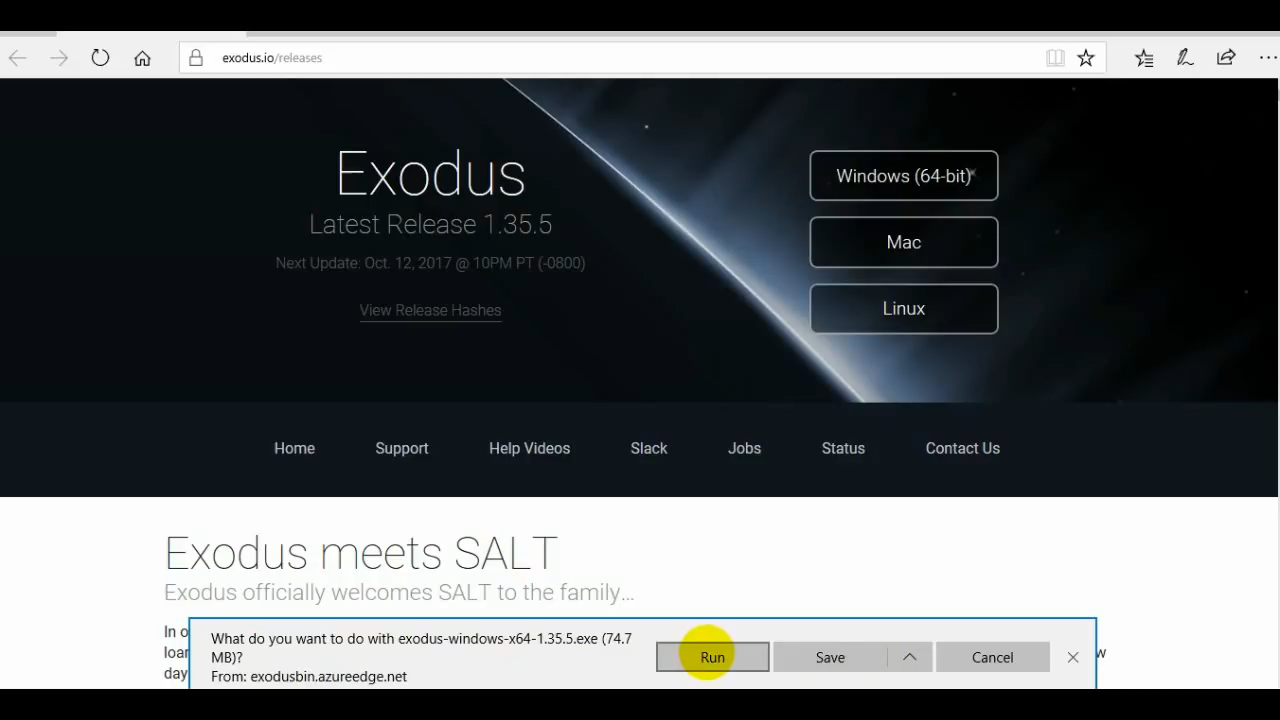 exodus.io/releases
Exodus
Latest Release 1.35.5
Next Update: Oct. 12, 2017 @ 10PM PT (-0800)
View Release Hashes
Windows (64-bit)
Mac
Linux
Home Support Help Videos Slack Jobs Status Contact Us
Exodus meets SALT
Exodus officially welcomes SALT to the family...
In o
loan
day
What do you want to do with exodus-windows-x64-1.35.5.exe (74.7
MB)?
From: exodusbin.azureedge.net
Run Save Cancel